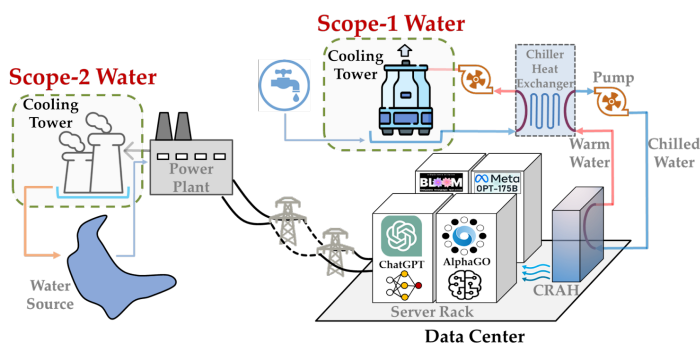 Scope-1 Water
Scope-2 Water
Cooling
Tower
Cooling
Tower
Chiller
Heat
Exchanger
Pump
Power
Plant
Warm
Water
Chilled
Water
BLOOM
Meta
OPT-175B
ChatGPT
AlphaGO
CRAH
Water
Source
Server Rack
Data Center